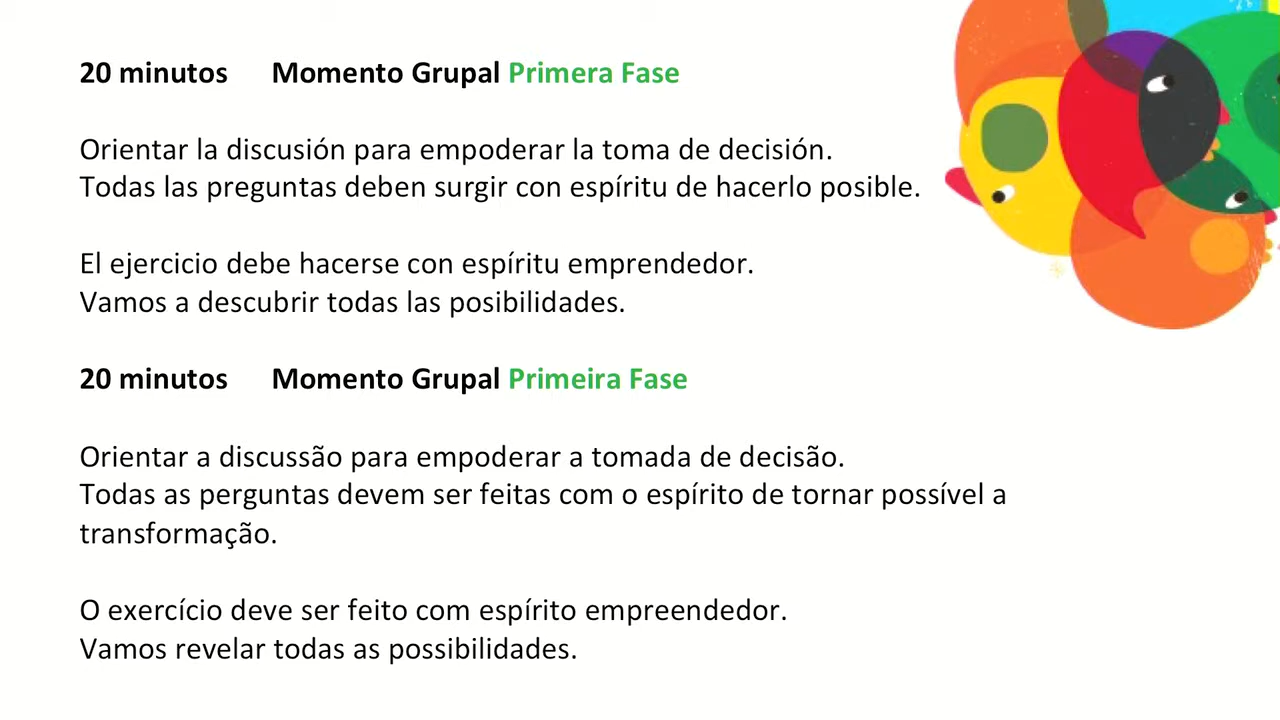 20 minutos Momento Grupal Primera Fase
Orientar la discusión para empoderar la toma de decisión.
Todas las preguntas deben surgir con espíritu de hacerlo posible.
El ejercicio debe hacerse con espíritu emprendedor.
Vamos a descubrir todas las posibilidades.
20 minutos Momento Grupal Primeira Fase
Orientar a discussão para empoderar a tomada de decisão.
Todas as perguntas devem ser feitas com o espírito de tornar possível a
transformação.
O exercício deve ser feito com espírito empreendedor.
Vamos revelar todas as possibilidades.